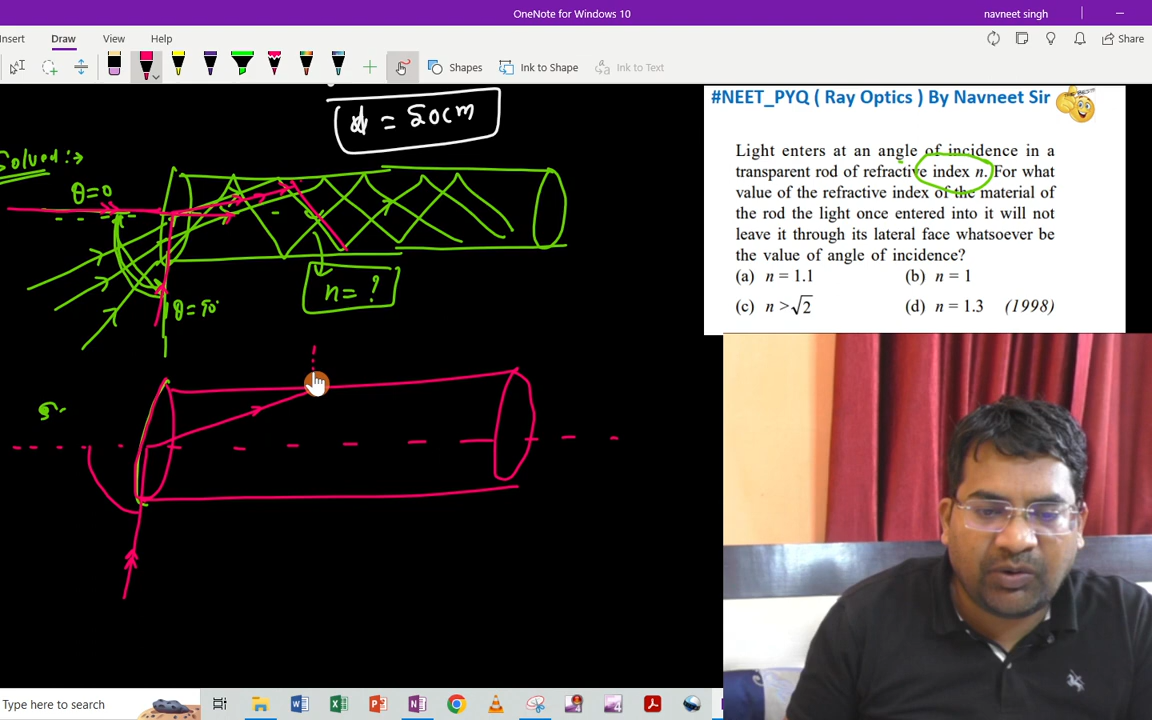 OneNote for Windows 10
navneet singh
Insert
Draw
View
Help
Share
Shapes
Ink to Shape
Ink to Text
d = 50cm
Solved :→
θ=0
θ=90°
n= ?
#NEET_PYQ ( Ray Optics ) By Navneet Sir
Light enters at an angle of incidence in a
transparent rod of refractive index n. For what
value of the refractive index of the material of
the rod the light once entered into it will not
leave it through its lateral face whatsoever be
the value of angle of incidence?
(a) n = 1.1
(b) n = 1
(c) n >√2
(d) n = 1.3 (1998)
Type here to search